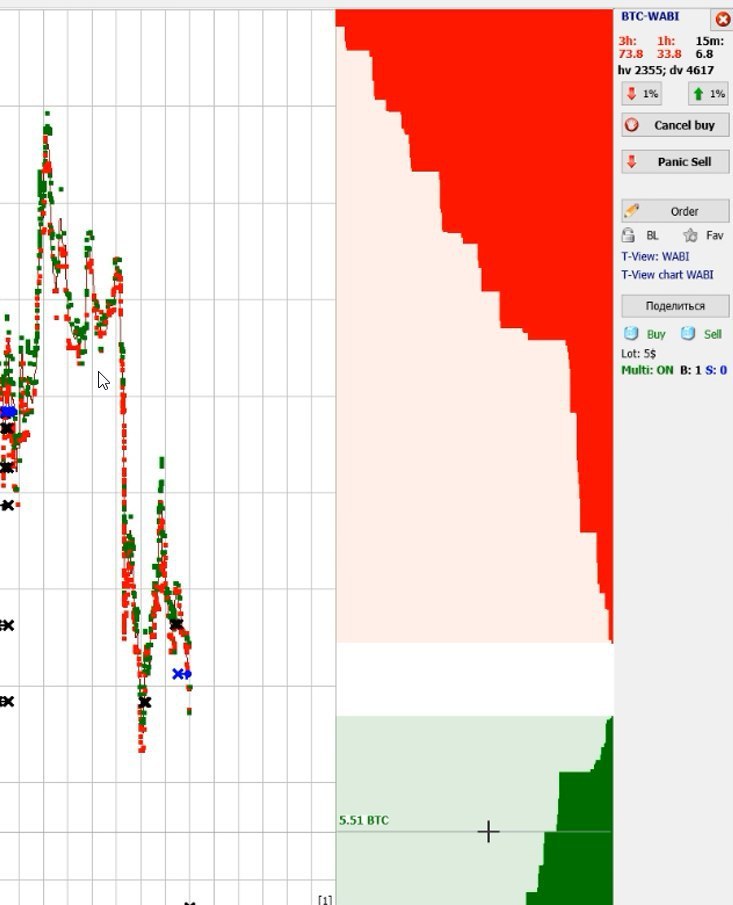 BTC-WABI
3h: 1h: 15m:
73.8 33.8 6.8
hv 2355; dv 4617
1% 1%
Cancel buy
Panic Sell
Order
BL Fav
T-View: WABI
T-View chart WABI
Поделиться
Buy Sell
Lot: 5$
Multi: ON B: 1 S: 0
5.51 BTC
[1]